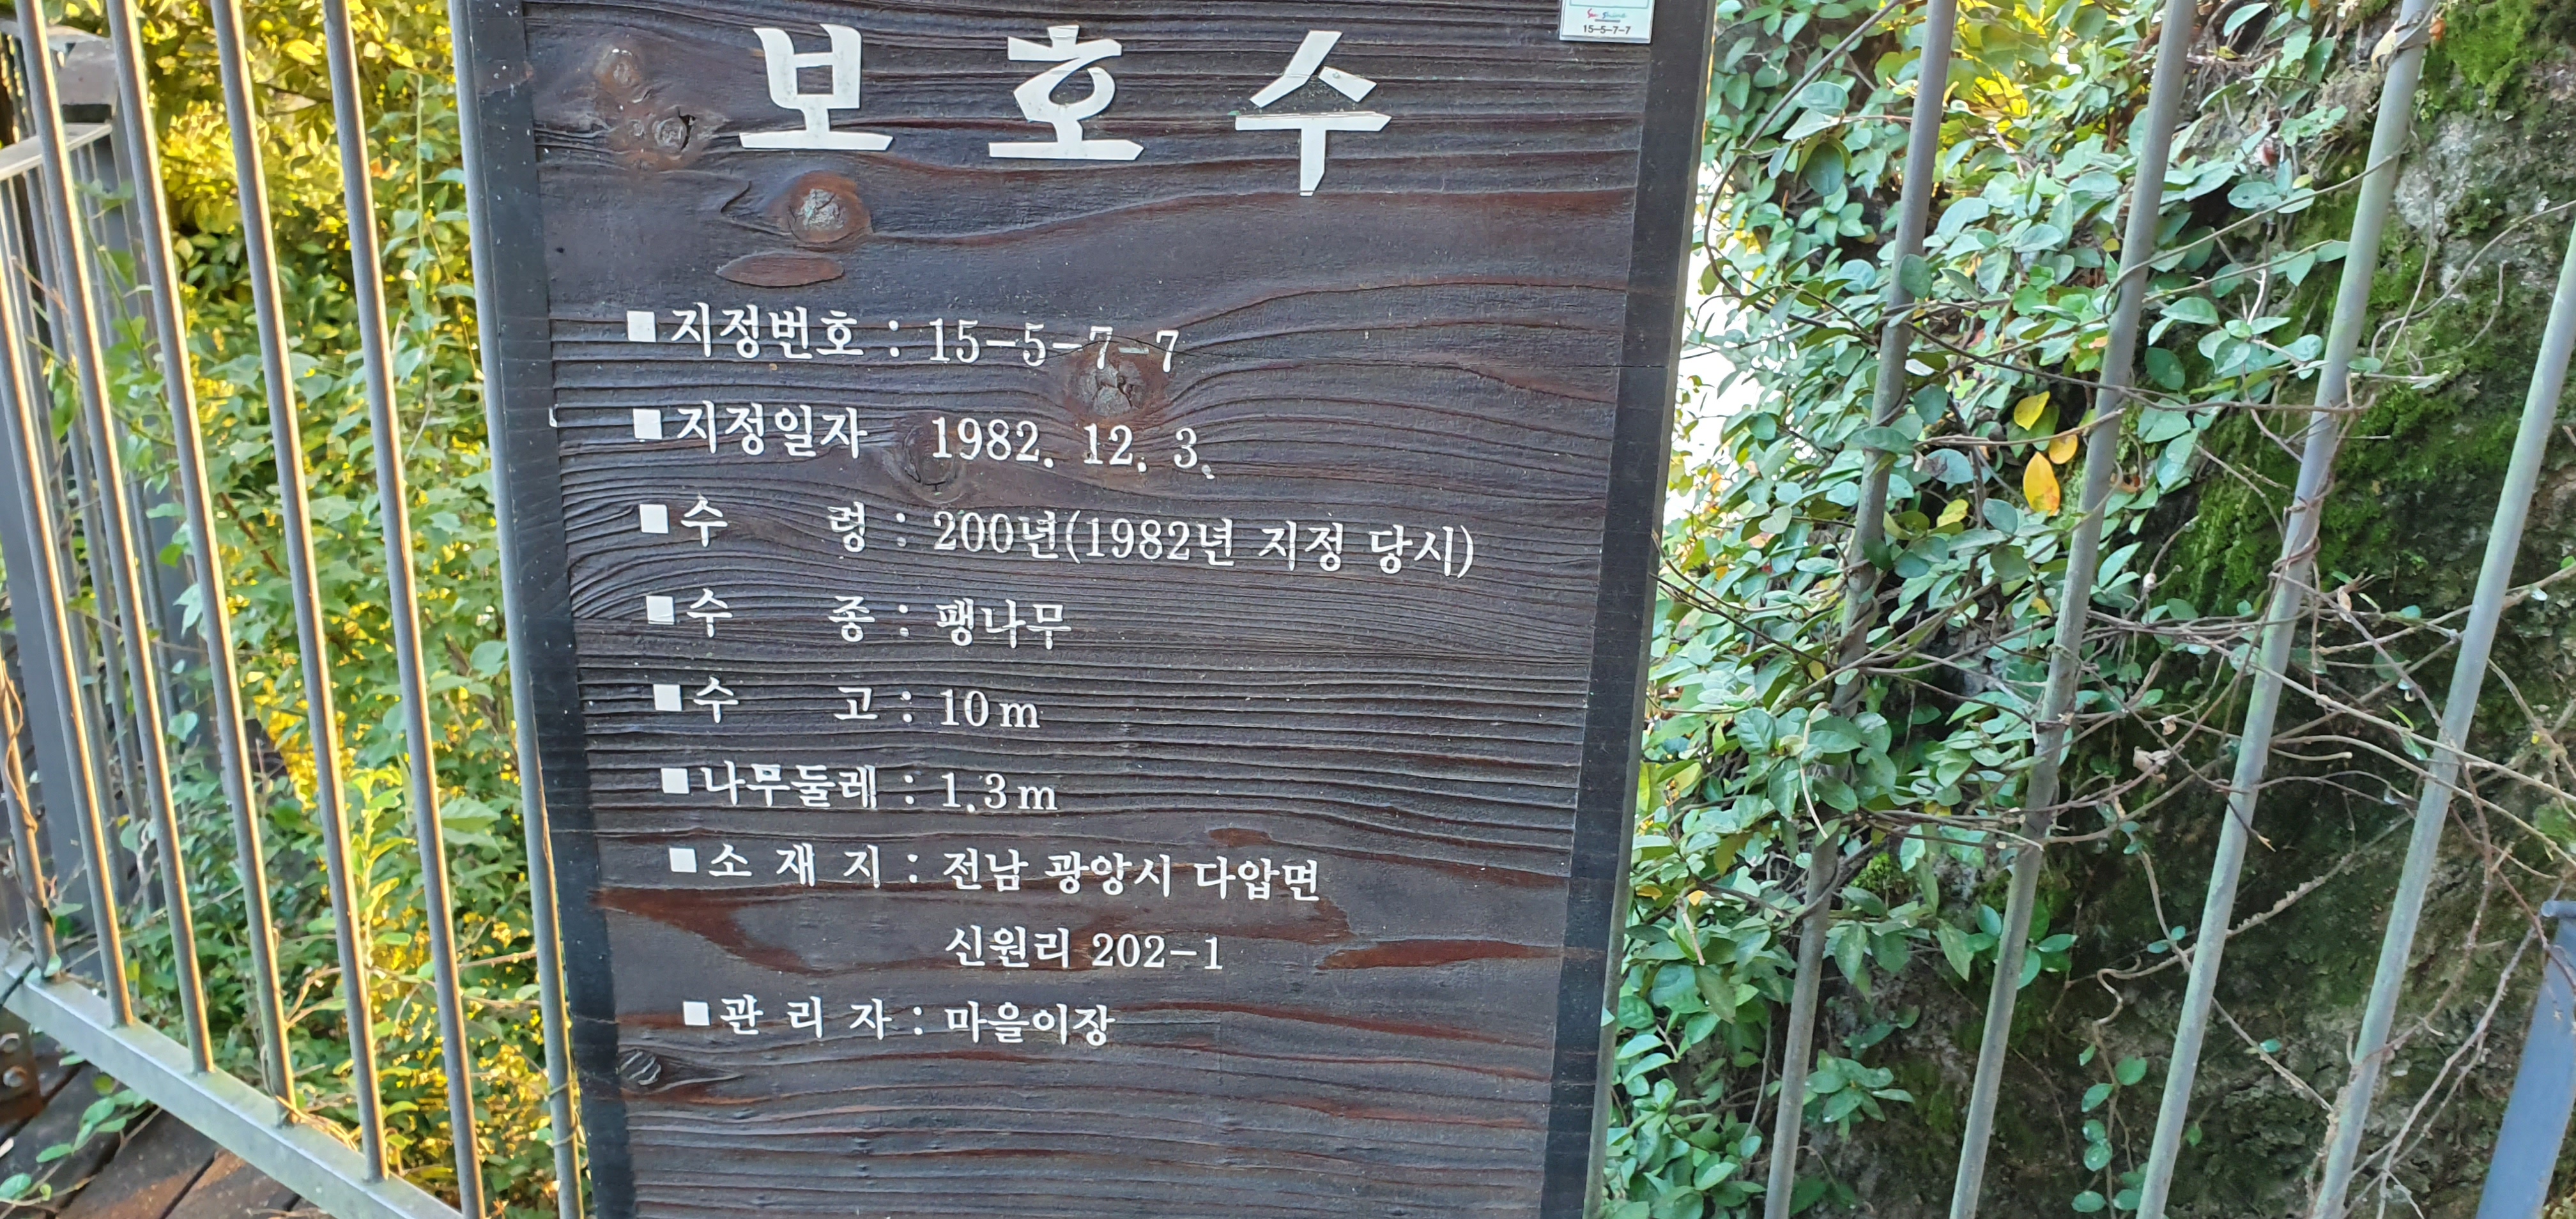 15-5-7-7
보호수
■지정번호 : 15-5-7-7
■지정일자 1982. 12. 3.
■수 령 : 200년(1982년 지정 당시)
■수 종 : 팽나무
■수 고 : 10m
■나무둘레 : 1.3m
■소 재 지 : 전남 광양시 다압면
신원리 202-1
■관 리 자 : 마을이장